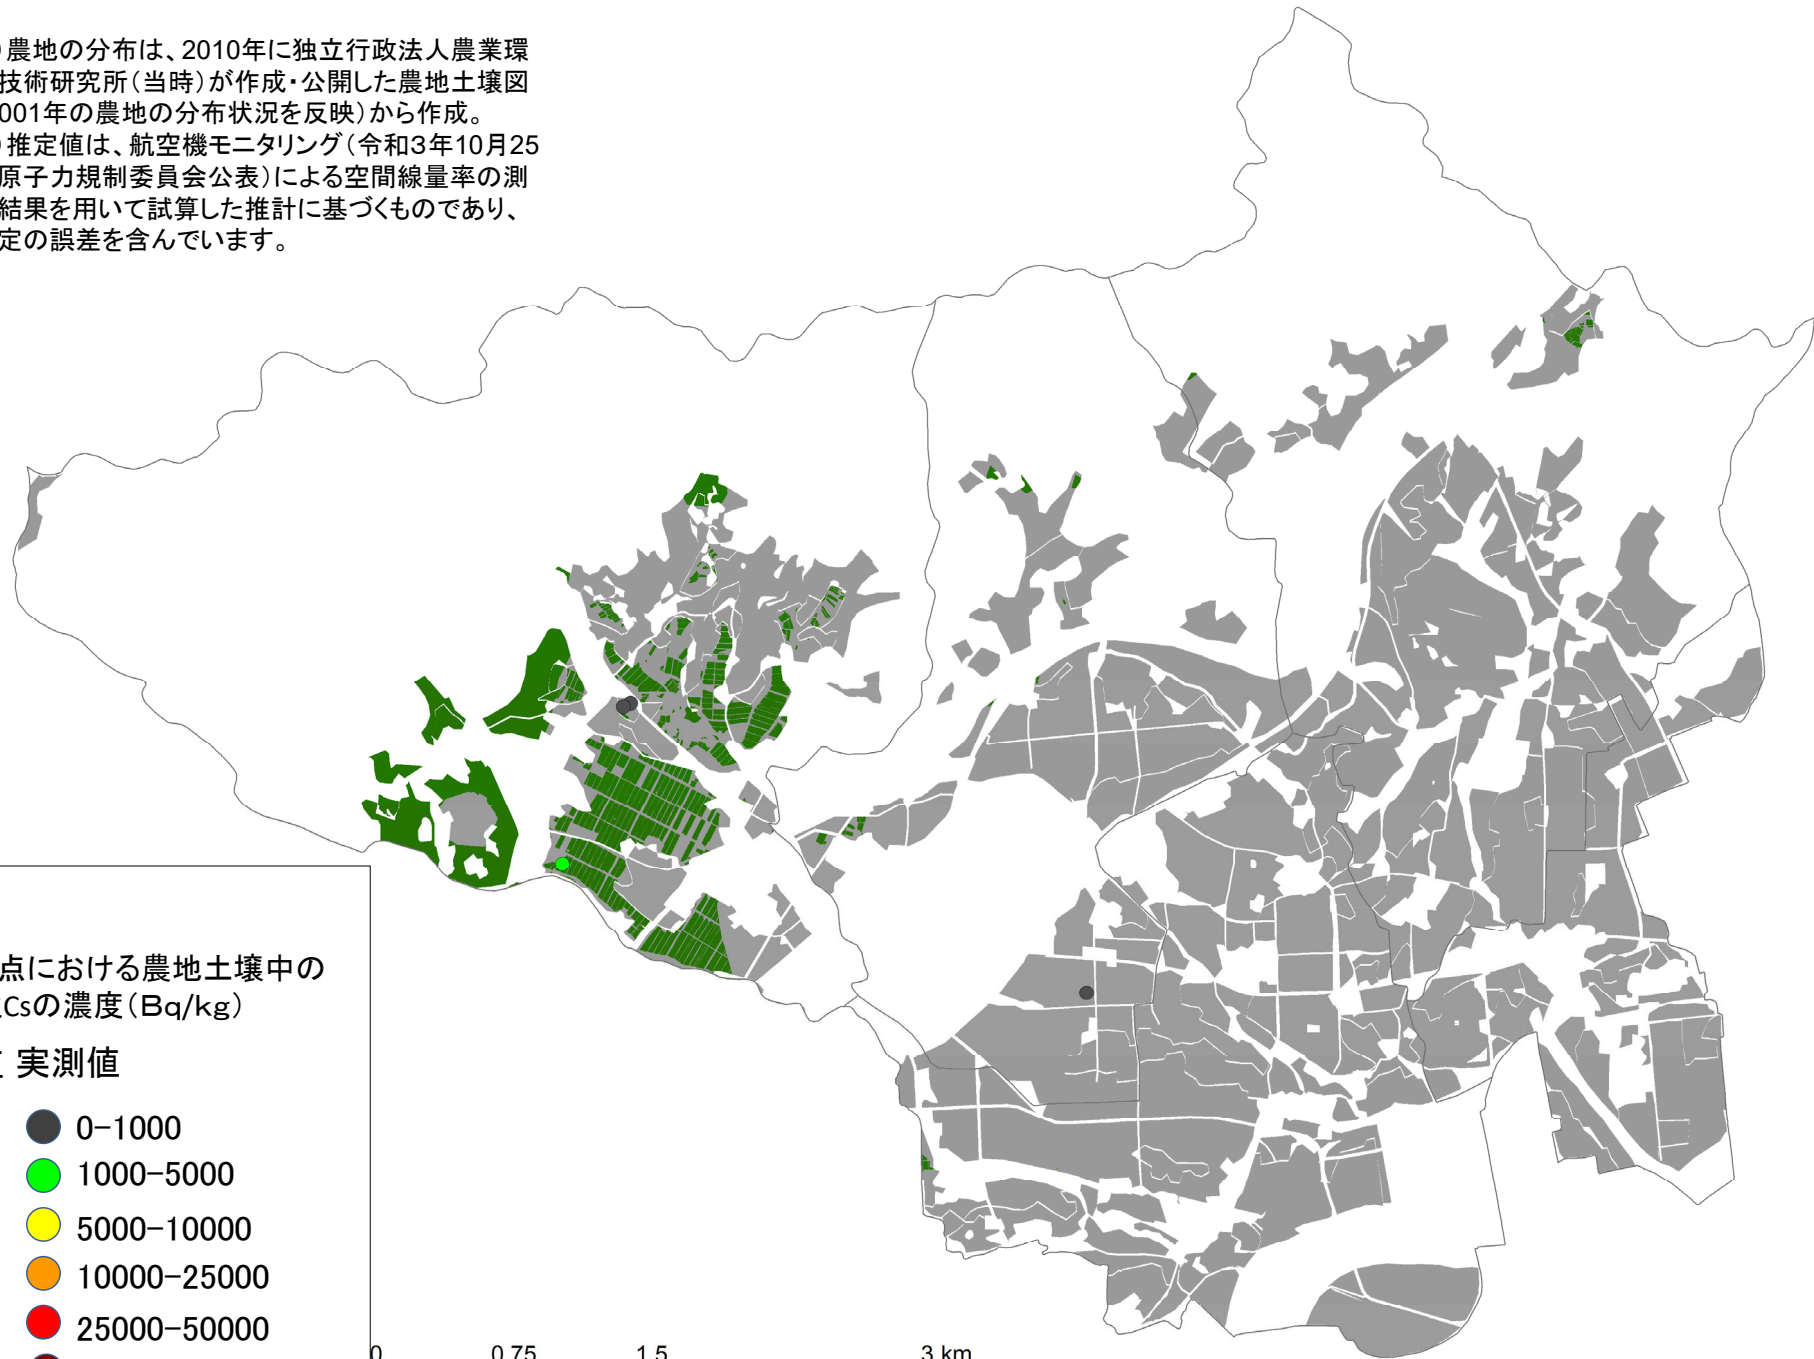 農地の分布は、2010年に独立行政法人農業環
技術研究所(当時)が作成・公開した農地土壌図
001年の農地の分布状況を反映)から作成。
推定値は、航空機モニタリング(令和3年10月25
原子力規制委員会公表)による空間線量率の測
結果を用いて試算した推計に基づくものであり、
定の誤差を含んでいます。
点における農地土壌中の
Csの濃度(Bq/kg)
実測値
0-1000
1000-5000
5000-10000
10000-25000
25000-50000
0 0.75 1.5 3 km